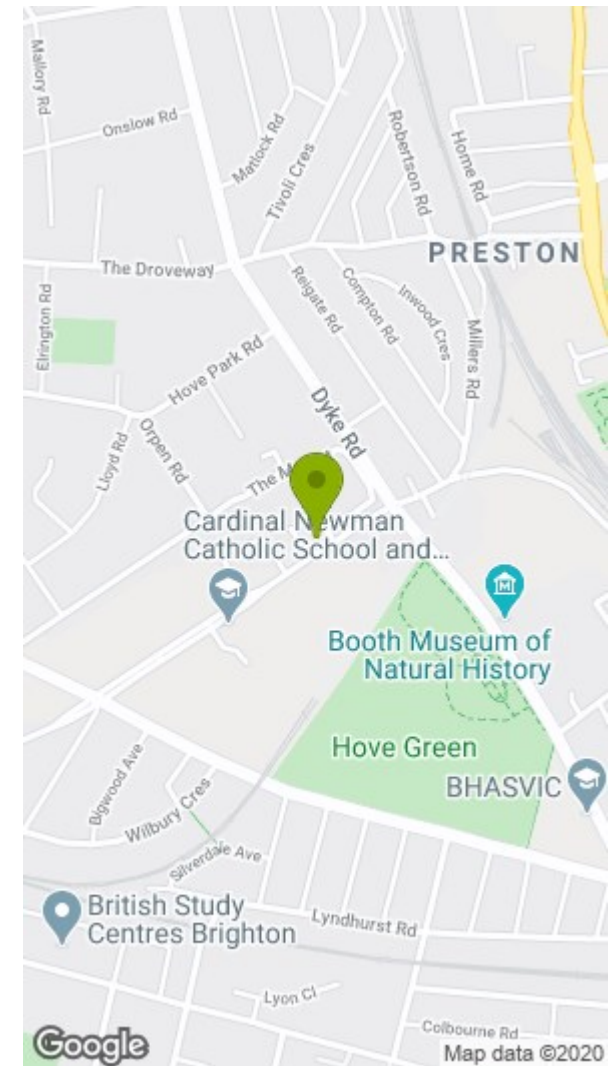 Mallory Rd
Onslow Rd
Matlock Rd
Tivoli Cres
Robertson Rd
Home Rd
PRESTON
The Droveway
Elrington Rd
Reigate Rd
Compton Rd
Inwood Cres
Millers Rd
Hove Park Rd
Dyke Rd
Lloyd Rd
Orpen Rd
The M
Cardinal Newman
Catholic School and...
Booth Museum of
Natural History
Hove Green
BHASVIC
Bigwood Ave
Wilbury Cres
Silverdale Ave
British Study
Centres Brighton
Lyndhurst Rd
Lyon Cl
Colbourne Rd
Google
Map data ©2020